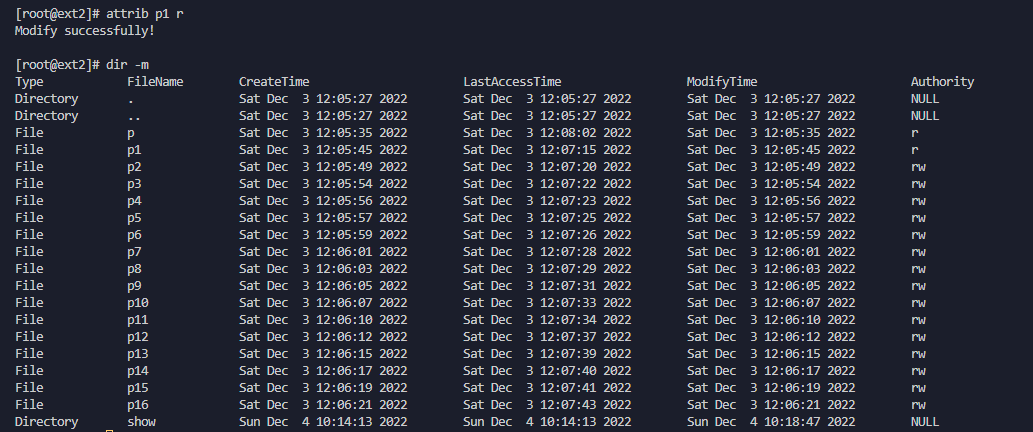 [root@ext2]# attrib p1 r
Modify successfully!
[root@ext2]# dir -m
Type FileName CreateTime LastAccessTime ModifyTime Authority
Directory . Sat Dec 3 12:05:27 2022 Sat Dec 3 12:05:27 2022 Sat Dec 3 12:05:27 2022 NULL
Directory .. Sat Dec 3 12:05:27 2022 Sat Dec 3 12:05:27 2022 Sat Dec 3 12:05:27 2022 NULL
File p Sat Dec 3 12:05:35 2022 Sat Dec 3 12:08:02 2022 Sat Dec 3 12:05:35 2022 r
File p1 Sat Dec 3 12:05:45 2022 Sat Dec 3 12:07:15 2022 Sat Dec 3 12:05:45 2022 r
File p2 Sat Dec 3 12:05:49 2022 Sat Dec 3 12:07:20 2022 Sat Dec 3 12:05:49 2022 rw
File p3 Sat Dec 3 12:05:54 2022 Sat Dec 3 12:07:22 2022 Sat Dec 3 12:05:54 2022 rw
File p4 Sat Dec 3 12:05:56 2022 Sat Dec 3 12:07:23 2022 Sat Dec 3 12:05:56 2022 rw
File p5 Sat Dec 3 12:05:57 2022 Sat Dec 3 12:07:25 2022 Sat Dec 3 12:05:57 2022 rw
File p6 Sat Dec 3 12:05:59 2022 Sat Dec 3 12:07:26 2022 Sat Dec 3 12:05:59 2022 rw
File p7 Sat Dec 3 12:06:01 2022 Sat Dec 3 12:07:28 2022 Sat Dec 3 12:06:01 2022 rw
File p8 Sat Dec 3 12:06:03 2022 Sat Dec 3 12:07:29 2022 Sat Dec 3 12:06:03 2022 rw
File p9 Sat Dec 3 12:06:05 2022 Sat Dec 3 12:07:31 2022 Sat Dec 3 12:06:05 2022 rw
File p10 Sat Dec 3 12:06:07 2022 Sat Dec 3 12:07:33 2022 Sat Dec 3 12:06:07 2022 rw
File p11 Sat Dec 3 12:06:10 2022 Sat Dec 3 12:07:34 2022 Sat Dec 3 12:06:10 2022 rw
File p12 Sat Dec 3 12:06:12 2022 Sat Dec 3 12:07:37 2022 Sat Dec 3 12:06:12 2022 rw
File p13 Sat Dec 3 12:06:15 2022 Sat Dec 3 12:07:39 2022 Sat Dec 3 12:06:15 2022 rw
File p14 Sat Dec 3 12:06:17 2022 Sat Dec 3 12:07:40 2022 Sat Dec 3 12:06:17 2022 rw
File p15 Sat Dec 3 12:06:19 2022 Sat Dec 3 12:07:41 2022 Sat Dec 3 12:06:19 2022 rw
File p16 Sat Dec 3 12:06:21 2022 Sat Dec 3 12:07:43 2022 Sat Dec 3 12:06:21 2022 rw
Directory show Sun Dec 4 10:14:13 2022 Sun Dec 4 10:14:13 2022 Sun Dec 4 10:18:47 2022 NULL